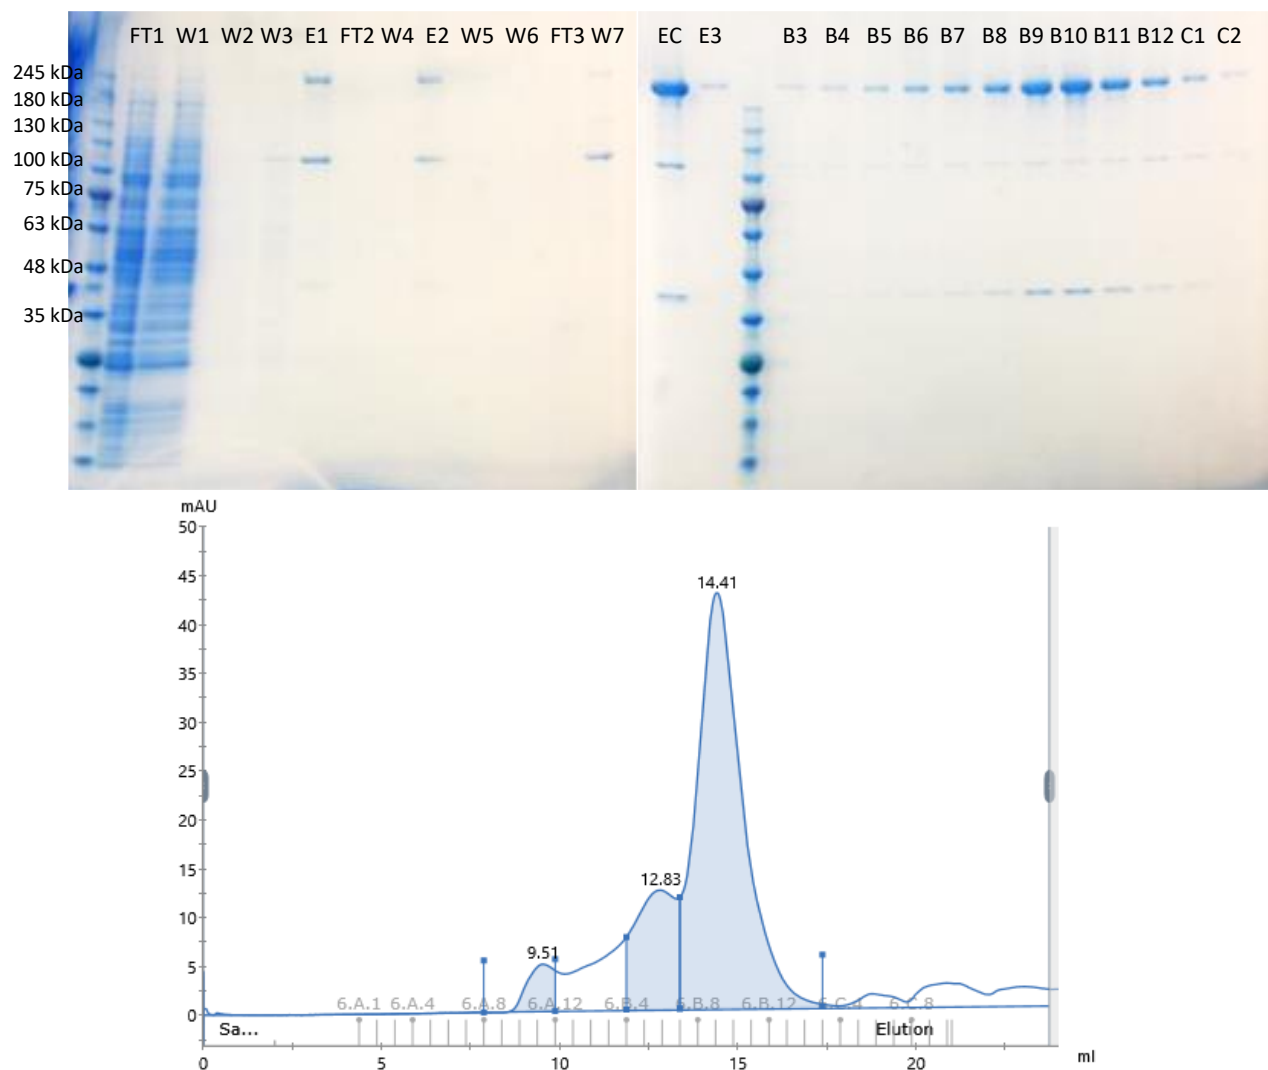 FT1 W1 W2 W3 E1 FT2 W4 E2 W5 W6 FT3 W7 EC E3 B3 B4 B5 B6 B7 B8 B9 B10 B11 B12 C1 C2
245 kDa
180 kDa
130 kDa
100 kDa
75 kDa
63 kDa
48 kDa
35 kDa
mAU
50
45
14.41
40
35
30
25
20
15
12.83
10
9.51
5
6.A.1 6.A.4 6.A.8 6.A.12 6.B.4 6.B.8 6.B.12 6.C.4 6.C.8
0
Sa... Elution
0 5 10 15 20 ml